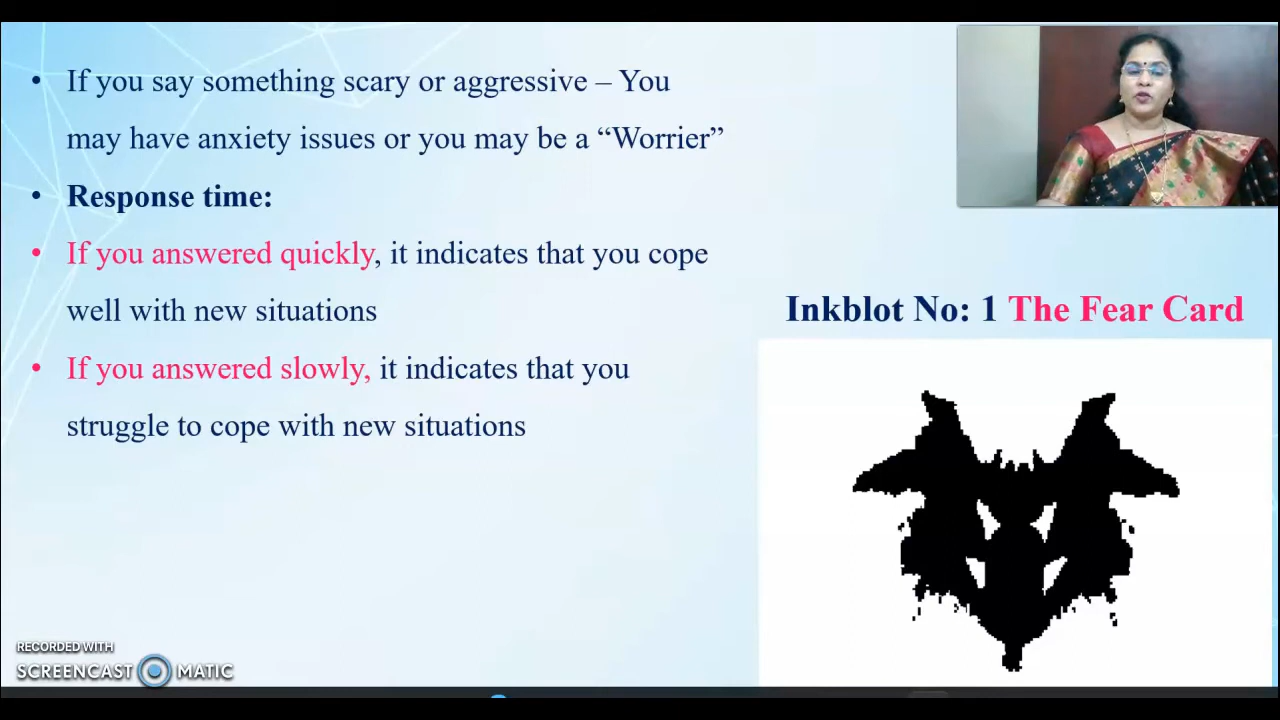 • If you say something scary or aggressive – You
may have anxiety issues or you may be a “Worrier”
• Response time:
• If you answered quickly, it indicates that you cope
well with new situations
• If you answered slowly, it indicates that you
struggle to cope with new situations
Inkblot No: 1 The Fear Card
RECORDED WITH
SCREENCAST MATIC